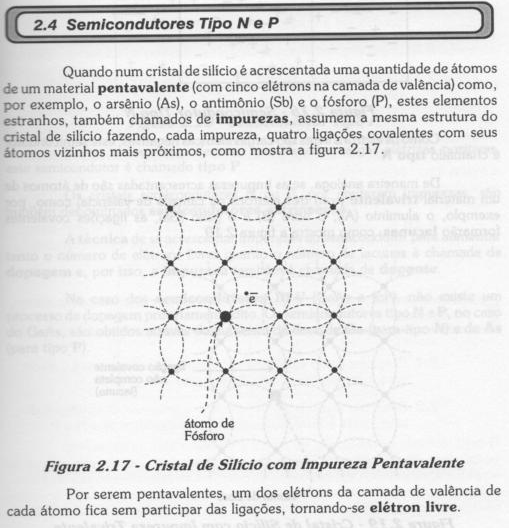 2.4 Semicondutores Tipo N e P
Quando num cristal de silício é acrescentada uma quantidade de átomos
de um material pentavalente (com cinco elétrons na camada de valência) como,
por exemplo, o arsênio (As), o antimônio (Sb) e o fósforo (P), estes elementos
estranhos, também chamados de impurezas, assumem a mesma estrutura do
cristal de silício fazendo, cada impureza, quatro ligações covalentes com seus
átomos vizinhos mais próximos, como mostra a figura 2.17.
e
átomo de
Fósforo
Figura 2.17 - Cristal de Silício com Impureza Pentavalente
Por serem pentavalentes, um dos elétrons da camada de valência de
cada átomo fica sem participar das ligações, tornando-se elétron livre.